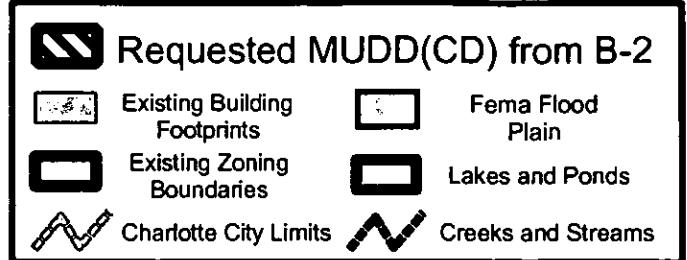 Requested MUDD(CD) from B-2
Existing Building
Footprints
Fema Flood
Plain
Existing Zoning
Boundaries
Lakes and Ponds
Charlotte City Limits
Creeks and Streams